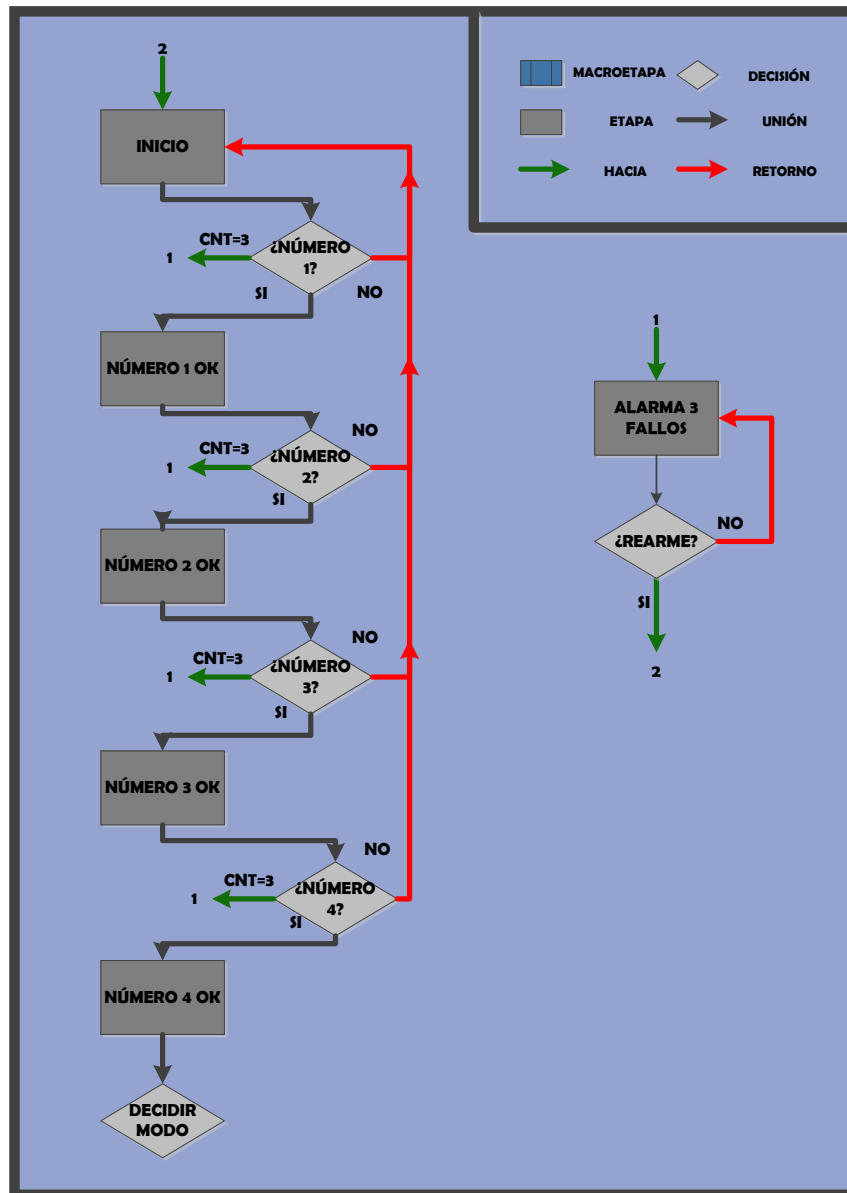 2
INICIO
CNT=3
1
¿NÚMERO
1?
SI
NO
NÚMERO 1 OK
CNT=3
1
¿NÚMERO
2?
NO
SI
NÚMERO 2 OK
CNT=3
1
¿NÚMERO
3?
NO
SI
NÚMERO 3 OK
CNT=3
1
¿NÚMERO
4?
NO
SI
NÚMERO 4 OK
DECIDIR
MODO
MACROETAPA
DECISIÓN
ETAPA
UNIÓN
HACIA
RETORNO
1
ALARMA 3
FALLOS
¿REARME?
NO
SI
2